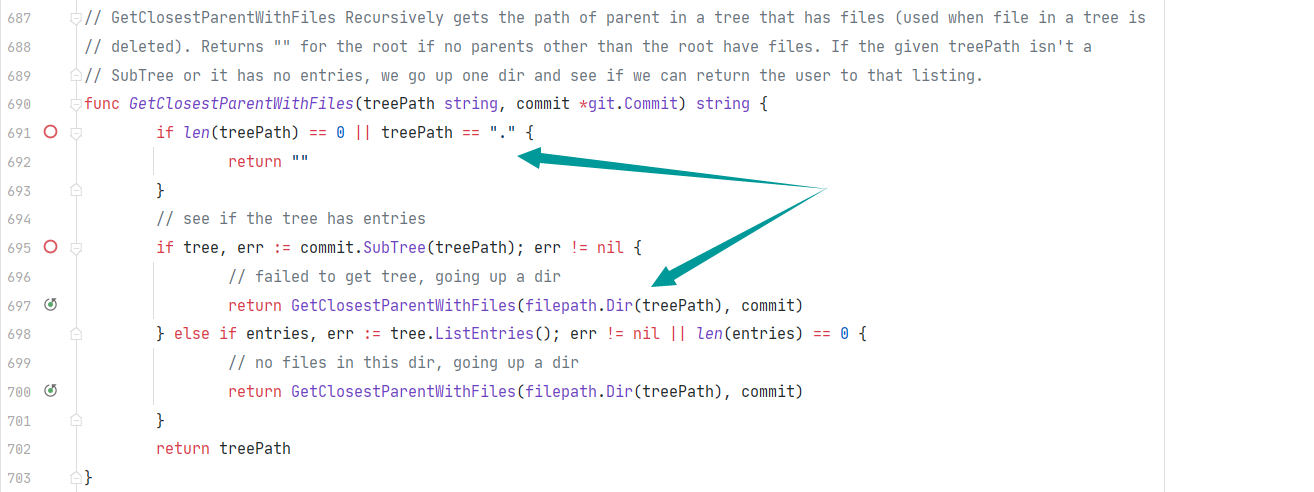 687 // GetClosestParentWithFiles Recursively gets the path of parent in a tree that has files (used when file in a tree is
688 // deleted). Returns "" for the root if no parents other than the root have files. If the given treePath isn't a
689 // SubTree or it has no entries, we go up one dir and see if we can return the user to that listing.
690 func GetClosestParentWithFiles(treePath string, commit *git.Commit) string {
691 if len(treePath) == 0 || treePath == "." {
692 return ""
693 }
694 // see if the tree has entries
695 if tree, err := commit.SubTree(treePath); err != nil {
696 // failed to get tree, going up a dir
697 return GetClosestParentWithFiles(filepath.Dir(treePath), commit)
698 } else if entries, err := tree.ListEntries(); err != nil || len(entries) == 0 {
699 // no files in this dir, going up a dir
700 return GetClosestParentWithFiles(filepath.Dir(treePath), commit)
701 }
702 return treePath
703 }